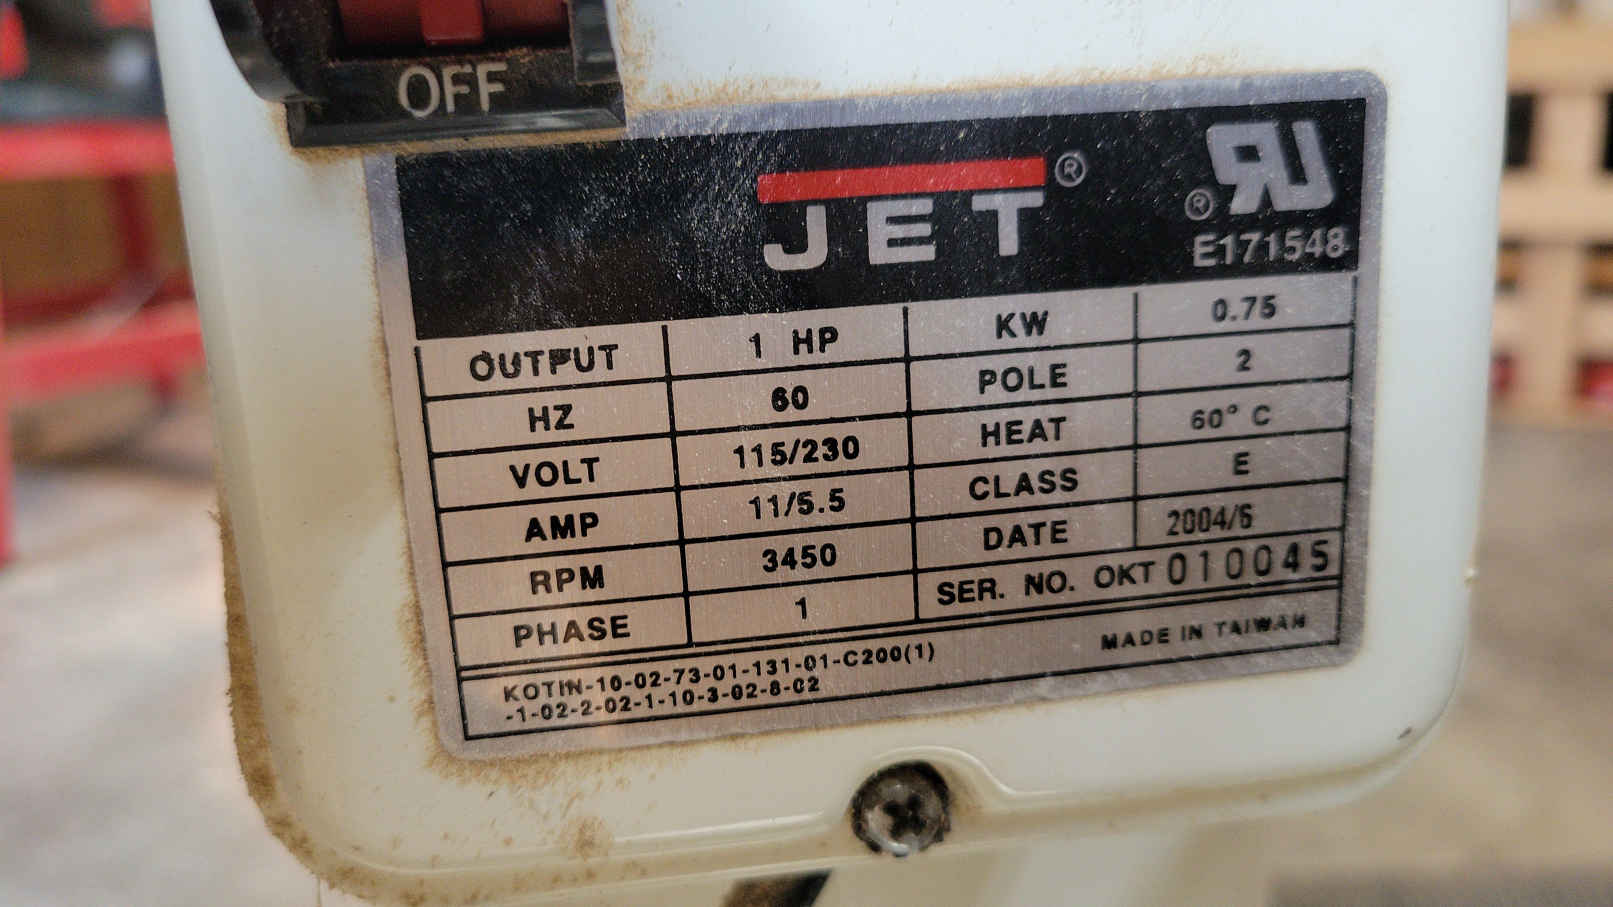 OFF
JET ®
® RU
E171548
OUTPUT 1 HP KW 0.75
HZ 60 POLE 2
VOLT 115/230 HEAT 60° C
AMP 11/5.5 CLASS E
RPM 3450 DATE 2004/6
PHASE 1 SER. NO. OKT 010045
KOTIN-10-02-73-01-131-01-C200(1) MADE IN TAIWAN
-1-02-2-02-1-10-3-02-8-02